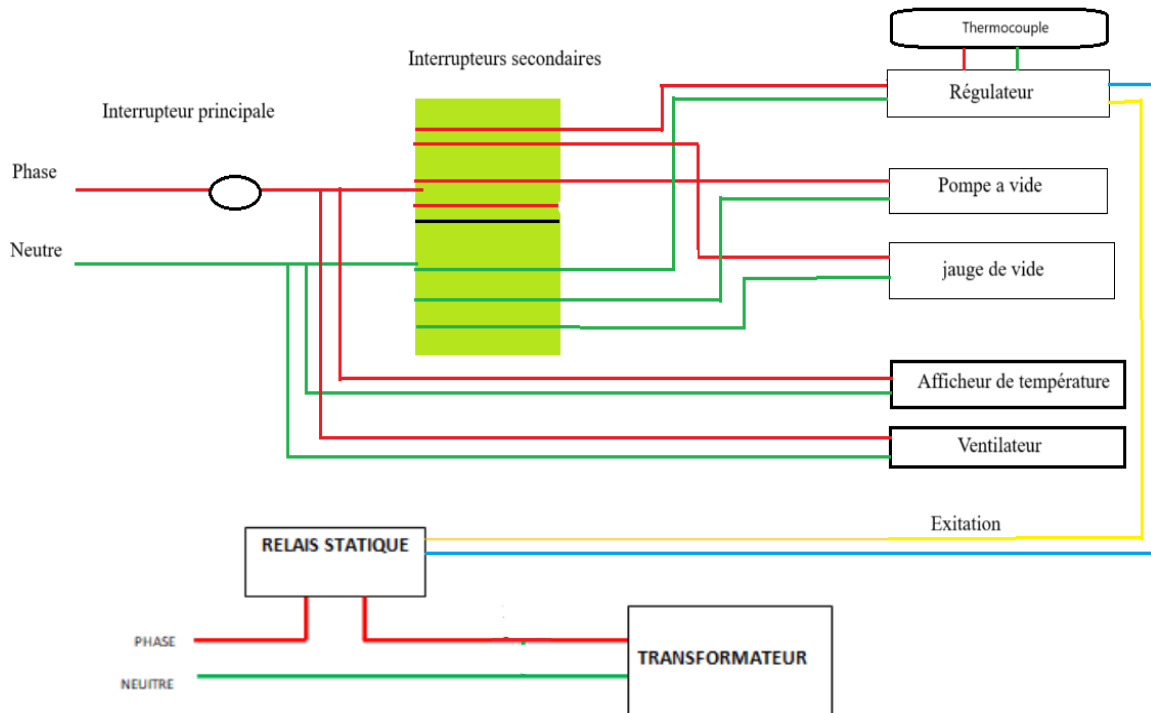 Thermocouple
Interrupteurs secondaires
Régulateur
Interrupteur principale
Phase
Pompe a vide
Neutre
jauge de vide
Afficheur de température
Ventilateur
Exitation
RELAIS STATIQUE
PHASE
TRANSFORMATEUR
NEUITRE